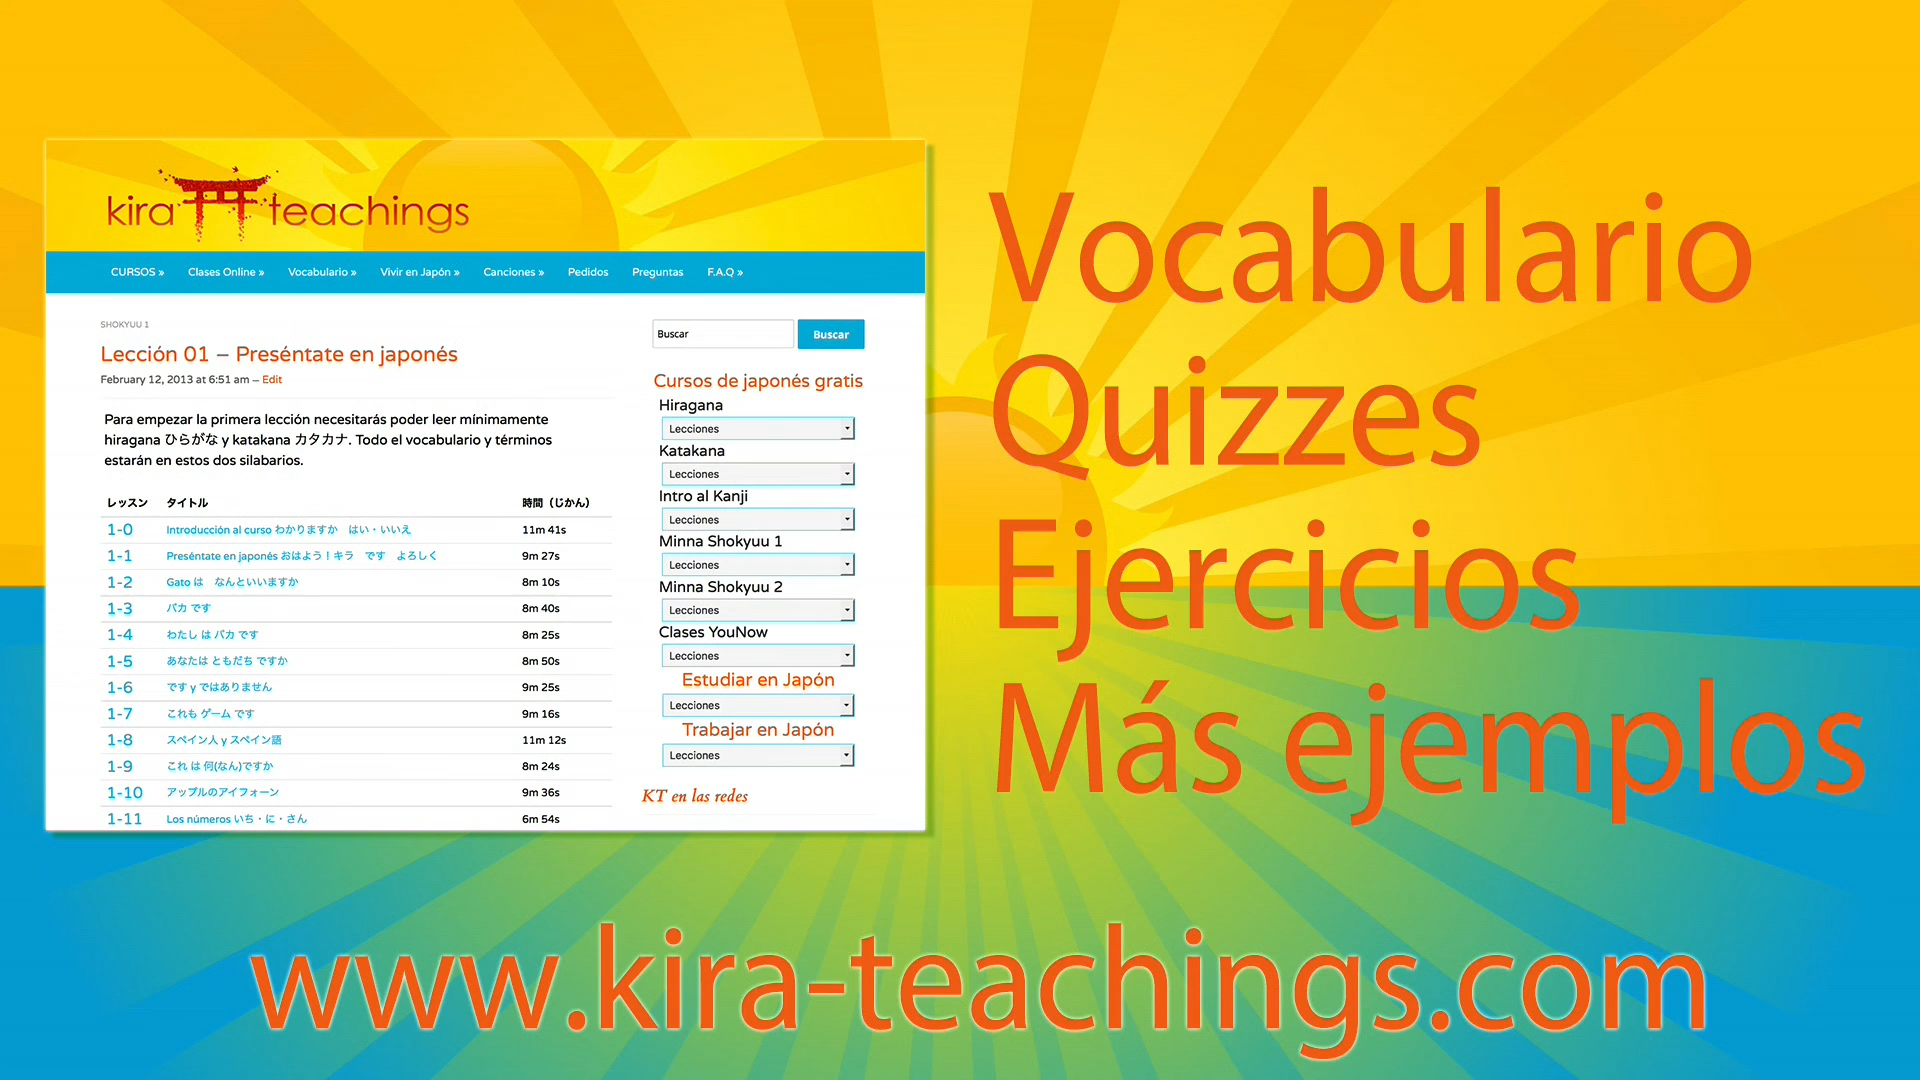 kira teachings
CURSOS » Clases Online » Vocabulario » Vivir en Japón » Canciones » Pedidos Preguntas F.A.Q »
SHOKYUU 1
Lección 01 – Preséntate en japonés
February 12, 2013 at 6:51 am – Edit
Para empezar la primera lección necesitarás poder leer mínimamente
hiragana ひらがな y katakana カタカナ. Todo el vocabulario y términos
estarán en estos dos silabarios.
レッスン タイトル 時間（じかん）
1-0 Introducción al curso わかりますか　はい・いいえ 11m 41s
1-1 Preséntate en japonés おはよう！キラ　です　よろしく 9m 27s
1-2 Gato は　なんといいますか 8m 10s
1-3 バカ です 8m 40s
1-4 わたし は バカ です 8m 25s
1-5 あなたは ともだち ですか 8m 50s
1-6 です y ではありません 9m 25s
1-7 これも ゲーム です 9m 16s
1-8 スペイン人 y スペイン語 11m 12s
1-9 これ は 何(なん)ですか 8m 24s
1-10 アップルのアイフォーン 9m 36s
1-11 Los números いち・に・さん 6m 54s
Buscar Buscar
Cursos de japonés gratis
Hiragana
Lecciones
Katakana
Lecciones
Intro al Kanji
Lecciones
Minna Shokyuu 1
Lecciones
Minna Shokyuu 2
Lecciones
Clases YouNow
Lecciones
Estudiar en Japón
Lecciones
Trabajar en Japón
Lecciones
KT en las redes
Vocabulario
Quizzes
Ejercicios
Más ejemplos
www.kira-teachings.com